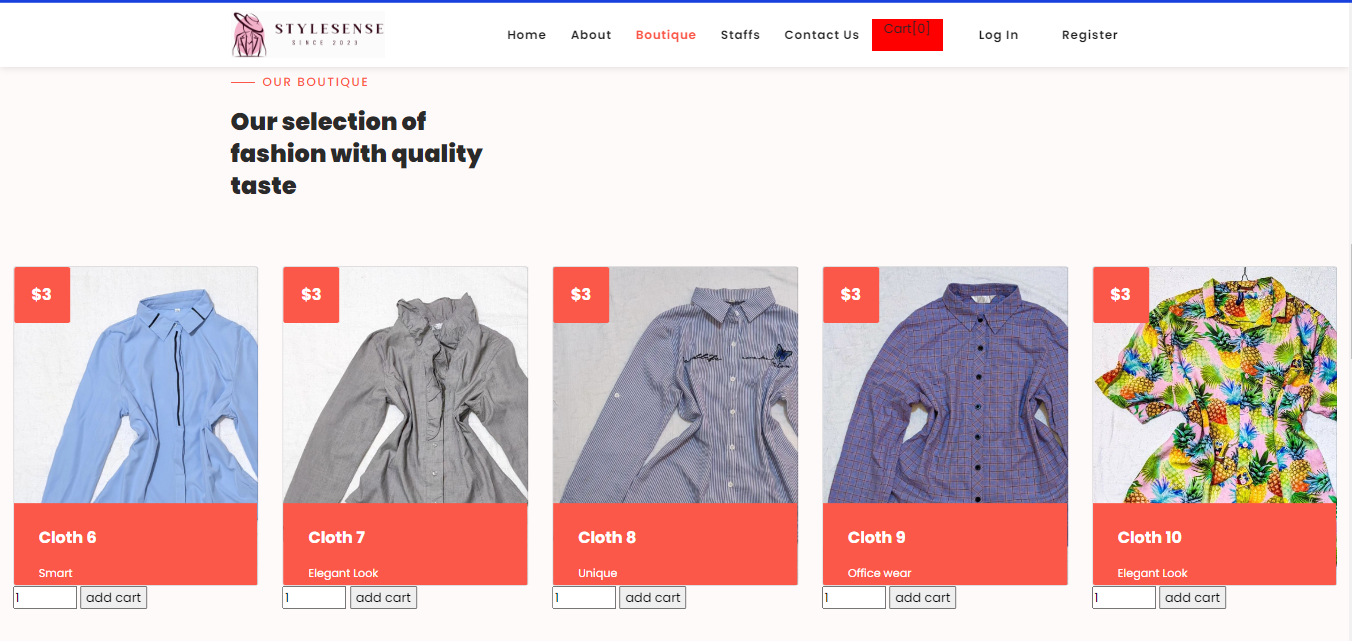 STYLESENSE
SINCE 2023
Home About Boutique Staffs Contact Us Cart[0] Log In Register
OUR BOUTIQUE
Our selection of
fashion with quality
taste
$3 $3 $3 $3 $3
Cloth 6 Cloth 7 Cloth 8 Cloth 9 Cloth 10
Smart Elegant Look Unique Office wear Elegant Look
1 add cart 1 add cart 1 add cart 1 add cart 1 add cart